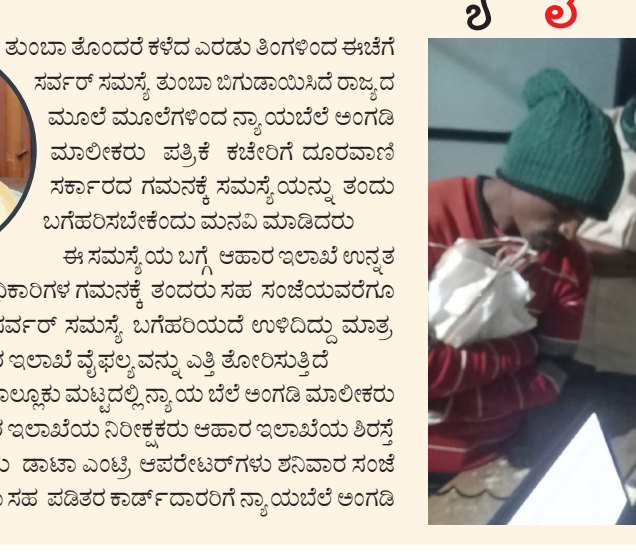 ತುಂಬಾ ತೊಂದರೆ ಕಳೆದ ಎರಡು ತಿಂಗಳಿಂದ ಈಚೆಗೆ
ಸರ್ವರ್ ಸಮಸ್ಯೆ ತುಂಬಾ ಬಿಗುಡಾಯಿಸಿದೆ ರಾಜ್ಯದ
ಮೂಲೆ ಮೂಲೆಗಳಿಂದ ನ್ಯಾಯಬೆಲೆ ಅಂಗಡಿ
ಮಾಲೀಕರು ಪತ್ರಿಕೆ ಕಚೇರಿಗೆ ದೂರವಾಣಿ
ಸರ್ಕಾರದ ಗಮನಕ್ಕೆ ಸಮಸ್ಯೆಯನ್ನು ತಂದು
ಬಗೆಹರಿಸಬೇಕೆಂದು ಮನವಿ ಮಾಡಿದರು
ಈ ಸಮಸ್ಯೆಯ ಬಗ್ಗೆ ಆಹಾರ ಇಲಾಖೆ ಉನ್ನತ
ಗಮನಕ್ಕೆ ತಂದರು ಸಹ ಸಂಜೆಯವರೆಗೂ
ಸಮಸ್ಯೆ ಬಗೆಹರಿಯದೆ ಉಳಿದಿದ್ದು ಮಾತ್ರ
ಇಲಾಖೆ ವೈಫಲ್ಯವನ್ನು ಎತ್ತಿ ತೋರಿಸುತ್ತಿದೆ
ಮಟ್ಟದಲ್ಲಿ ನ್ಯಾಯ ಬೆಲೆ ಅಂಗಡಿ ಮಾಲೀಕರು
ಇಲಾಖೆಯ ನಿರೀಕ್ಷಕರು ಆಹಾರ ಇಲಾಖೆಯ ಶಿರಸ್ತೆ
ಡಾಟಾ ಎಂಟ್ರಿ ಆಪರೇಟರ್‌ಗಳು ಶನಿವಾರ ಸಂಜೆ
ಸಹ ಪಡಿತರ ಕಾರ್ಡ್‌ದಾರರಿಗೆ ನ್ಯಾಯಬೆಲೆ ಅಂಗಡಿ